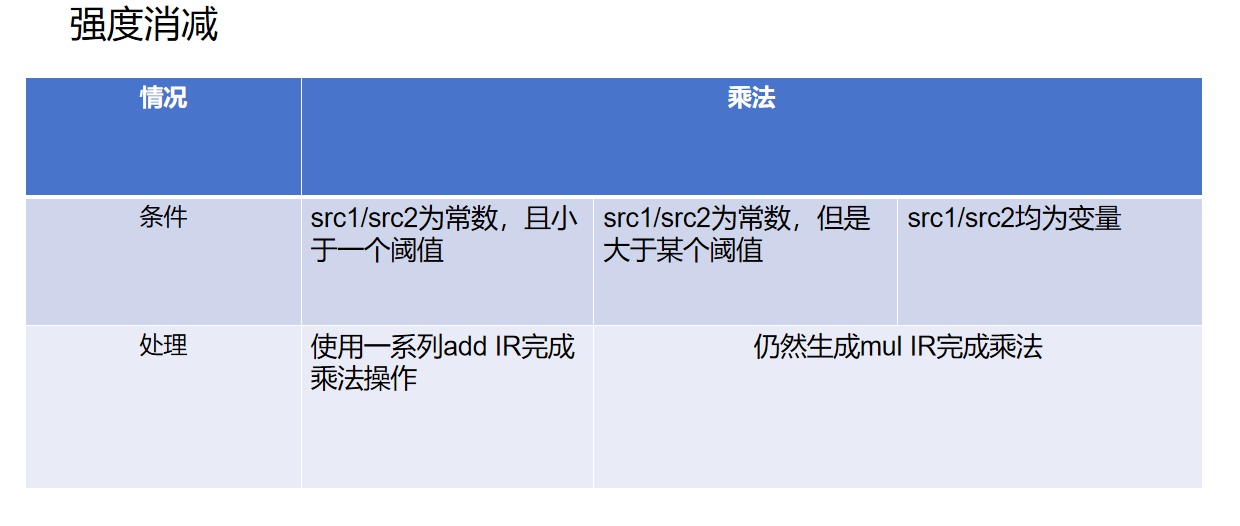 强度消减
情况
乘法
条件
src1/src2为常数，且小
于一个阈值
src1/src2为常数，但是
大于某个阈值
src1/src2均为变量
处理
使用一系列add IR完成
乘法操作
仍然生成mul IR完成乘法